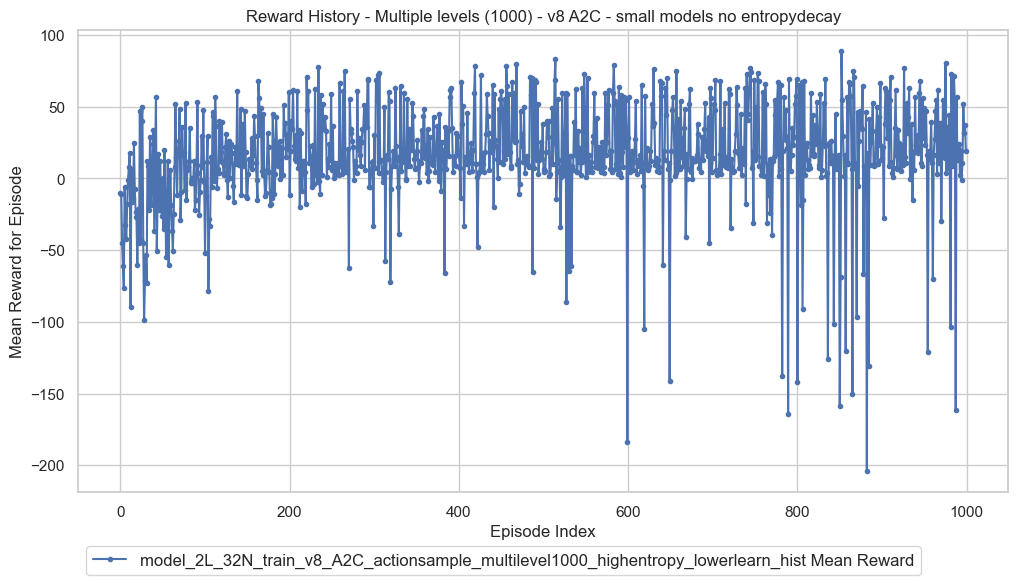 Reward History - Multiple levels (1000) - v8 A2C - small models no entropydecay
100
50
0
−50
−100
−150
−200
Mean Reward for Episode
0 200 400 600 800 1000
Episode Index
model_2L_32N_train_v8_A2C_actionsample_multilevel1000_highentropy_lowerlearn_hist Mean Reward